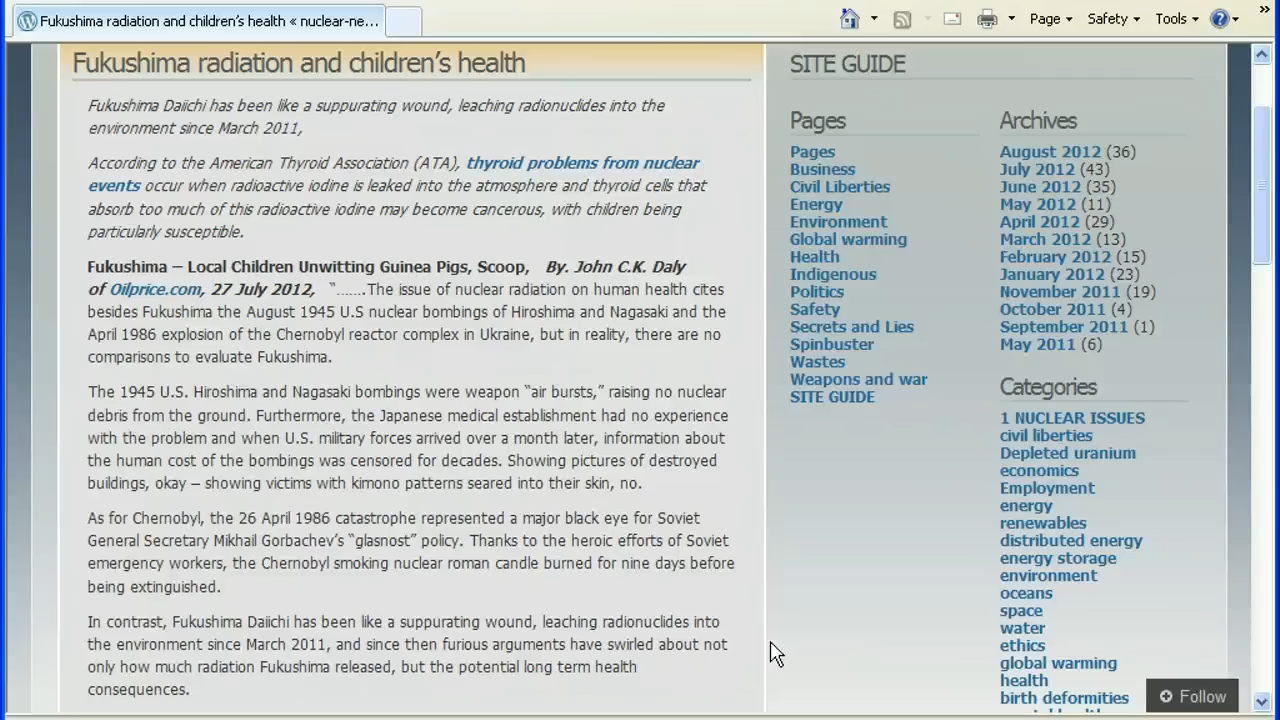 Fukushima radiation and children's health « nuclear-ne...
Page
Safety
Tools
Fukushima radiation and children's health
Fukushima Daiichi has been like a suppurating wound, leaching radionuclides into the
environment since March 2011,
According to the American Thyroid Association (ATA), thyroid problems from nuclear
events occur when radioactive iodine is leaked into the atmosphere and thyroid cells that
absorb too much of this radioactive iodine may become cancerous, with children being
particularly susceptible.
Fukushima – Local Children Unwitting Guinea Pigs, Scoop, By. John C.K. Daly
of Oilprice.com, 27 July 2012, “…….The issue of nuclear radiation on human health cites
besides Fukushima the August 1945 U.S nuclear bombings of Hiroshima and Nagasaki and the
April 1986 explosion of the Chernobyl reactor complex in Ukraine, but in reality, there are no
comparisons to evaluate Fukushima.
The 1945 U.S. Hiroshima and Nagasaki bombings were weapon “air bursts,” raising no nuclear
debris from the ground. Furthermore, the Japanese medical establishment had no experience
with the problem and when U.S. military forces arrived over a month later, information about
the human cost of the bombings was censored for decades. Showing pictures of destroyed
buildings, okay – showing victims with kimono patterns seared into their skin, no.
As for Chernobyl, the 26 April 1986 catastrophe represented a major black eye for Soviet
General Secretary Mikhail Gorbachev’s “glasnost” policy. Thanks to the heroic efforts of Soviet
emergency workers, the Chernobyl smoking nuclear roman candle burned for nine days before
being extinguished.
In contrast, Fukushima Daiichi has been like a suppurating wound, leaching radionuclides into
the environment since March 2011, and since then furious arguments have swirled about not
only how much radiation Fukushima released, but the potential long term health
consequences.
SITE GUIDE
Pages
Pages
Business
Civil Liberties
Energy
Environment
Global warming
Health
Indigenous
Politics
Safety
Secrets and Lies
Spinbuster
Wastes
Weapons and war
SITE GUIDE
Archives
August 2012 (36)
July 2012 (43)
June 2012 (35)
May 2012 (11)
April 2012 (29)
March 2012 (13)
February 2012 (15)
January 2012 (23)
November 2011 (19)
October 2011 (4)
September 2011 (1)
May 2011 (6)
Categories
1 NUCLEAR ISSUES
civil liberties
Depleted uranium
economics
Employment
energy
renewables
distributed energy
energy storage
environment
oceans
space
water
ethics
global warming
health
birth deformities
Follow